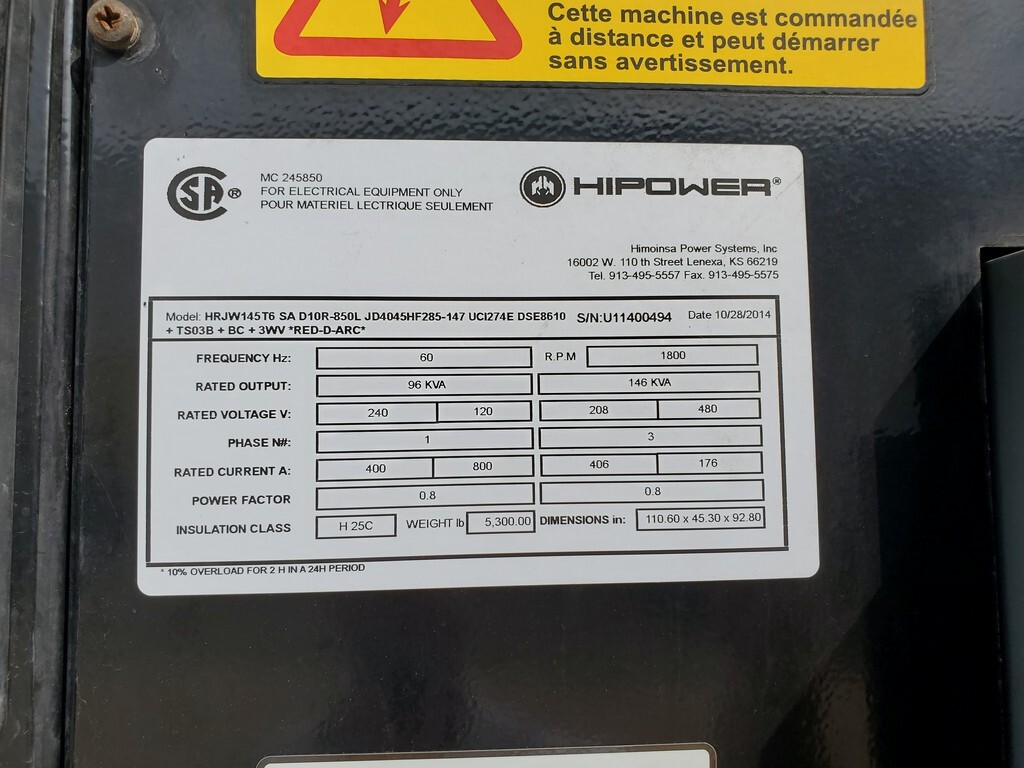 Cette machine est commandée
à distance et peut démarrer
sans avertissement.
CSA®
MC 245850
FOR ELECTRICAL EQUIPMENT ONLY
POUR MATERIEL LECTRIQUE SEULEMENT
HIPOWER®
Himoinsa Power Systems, Inc
16002 W. 110 th Street Lenexa, KS 66219
Tel. 913-495-5557 Fax. 913-495-5575
Model: HRJW145T6 SA D10R-850L JD4045HF285-147 UCI274E DSE8610 S/N:U11400494 Date 10/28/2014
+ TS03B + BC + 3WV *RED-D-ARC*
FREQUENCY Hz: 60 R.P.M 1800
RATED OUTPUT: 96 KVA 146 KVA
RATED VOLTAGE V: 240 120 208 480
PHASE N#: 1 3
RATED CURRENT A: 400 800 406 176
POWER FACTOR 0.8 0.8
INSULATION CLASS H 25C WEIGHT lb 5,300.00 DIMENSIONS in: 110.60 x 45.30 x 92.80
* 10% OVERLOAD FOR 2 H IN A 24H PERIOD